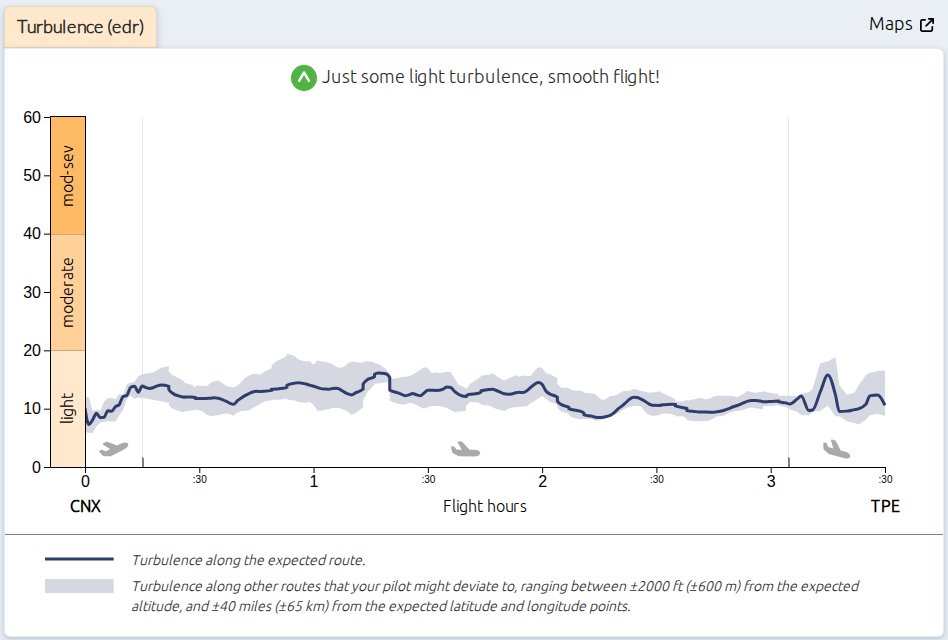 Turbulence (edr)
Maps
Just some light turbulence, smooth flight!
60
50
40
30
20
10
0
mod-sev
moderate
light
0
:30
1
:30
2
:30
3
:30
CNX
Flight hours
TPE
Turbulence along the expected route.
Turbulence along other routes that your pilot might deviate to, ranging between ±2000 ft (±600 m) from the expected
altitude, and ±40 miles (±65 km) from the expected latitude and longitude points.